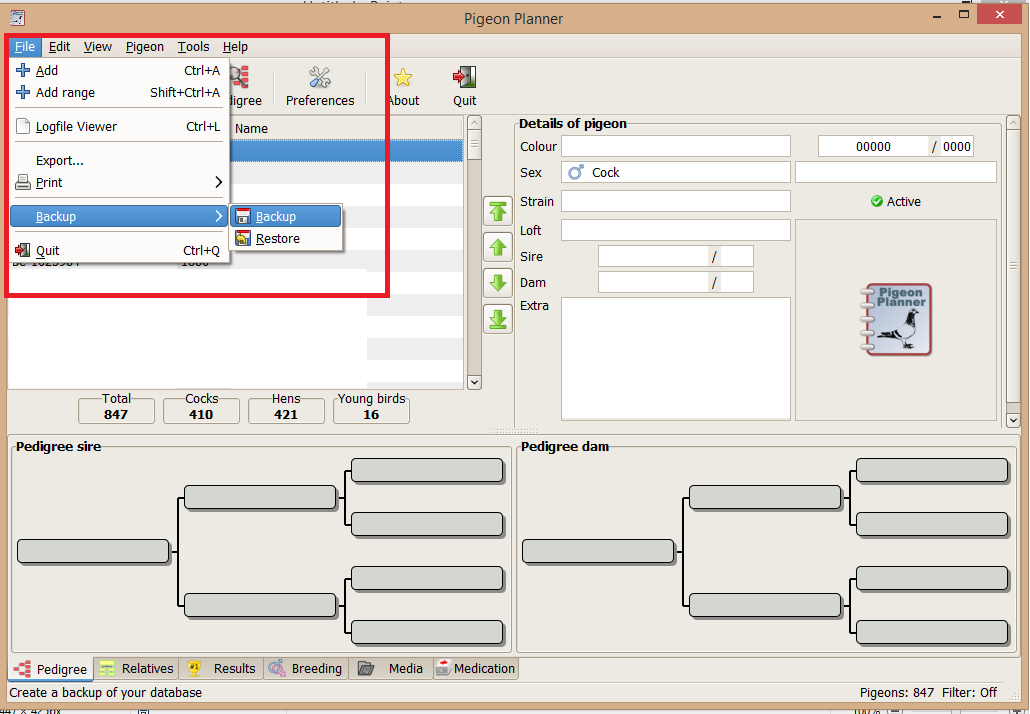 Pigeon Planner
File Edit View Pigeon Tools Help
Add Ctrl+A
Add range Shift+Ctrl+A
Logfile Viewer Ctrl+L
Export...
Print
Backup
Quit Ctrl+Q
Backup
Restore
digree Preferences About Quit
Name
Details of pigeon
Colour 00000 / 0000
Sex Cock
Strain Active
Loft
Sire /
Dam /
Extra
Pigeon
Planner
Total Cocks Hens Young birds
847 410 421 16
Pedigree sire Pedigree dam
Pedigree Relatives #1 Results Breeding Media Medication
Create a backup of your database Pigeons: 847 Filter: Off